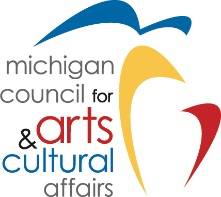 michigan
council for
& arts
cultural
affairs